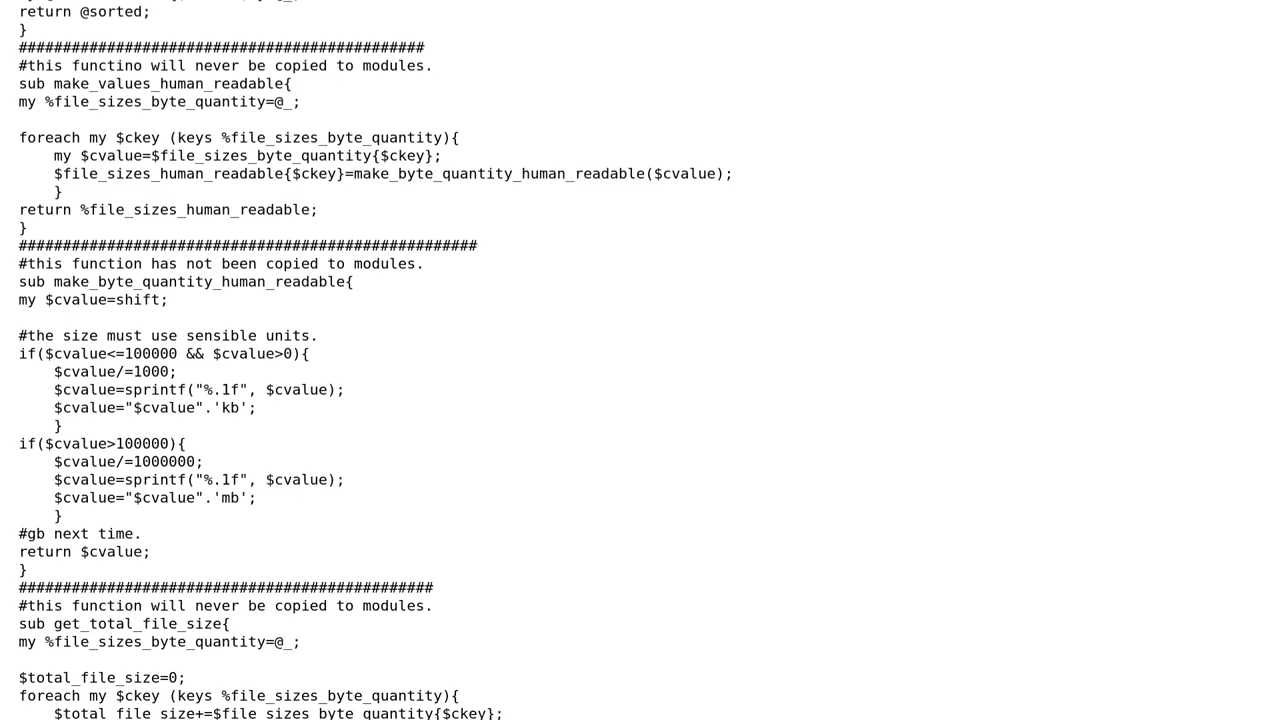 return @sorted;
}
##############################################
#this functino will never be copied to modules.
sub make_values_human_readable{
my %file_sizes_byte_quantity=@_;
foreach my $ckey (keys %file_sizes_byte_quantity){
    my $cvalue=$file_sizes_byte_quantity{$ckey};
    $file_sizes_human_readable{$ckey}=make_byte_quantity_human_readable($cvalue);
    }
return %file_sizes_human_readable;
}
####################################################
#this function has not been copied to modules.
sub make_byte_quantity_human_readable{
my $cvalue=shift;
#the size must use sensible units.
if($cvalue<=100000 && $cvalue>0){
    $cvalue/=1000;
    $cvalue=sprintf("%.1f", $cvalue);
    $cvalue="$cvalue".'kb';
    }
if($cvalue>100000){
    $cvalue/=1000000;
    $cvalue=sprintf("%.1f", $cvalue);
    $cvalue="$cvalue".'mb';
    }
#gb next time.
return $cvalue;
}
###############################################
#this function will never be copied to modules.
sub get_total_file_size{
my %file_sizes_byte_quantity=@_;
$total_file_size=0;
foreach my $ckey (keys %file_sizes_byte_quantity){
    $total_file_size+=$file_sizes_byte_quantity{$ckey};